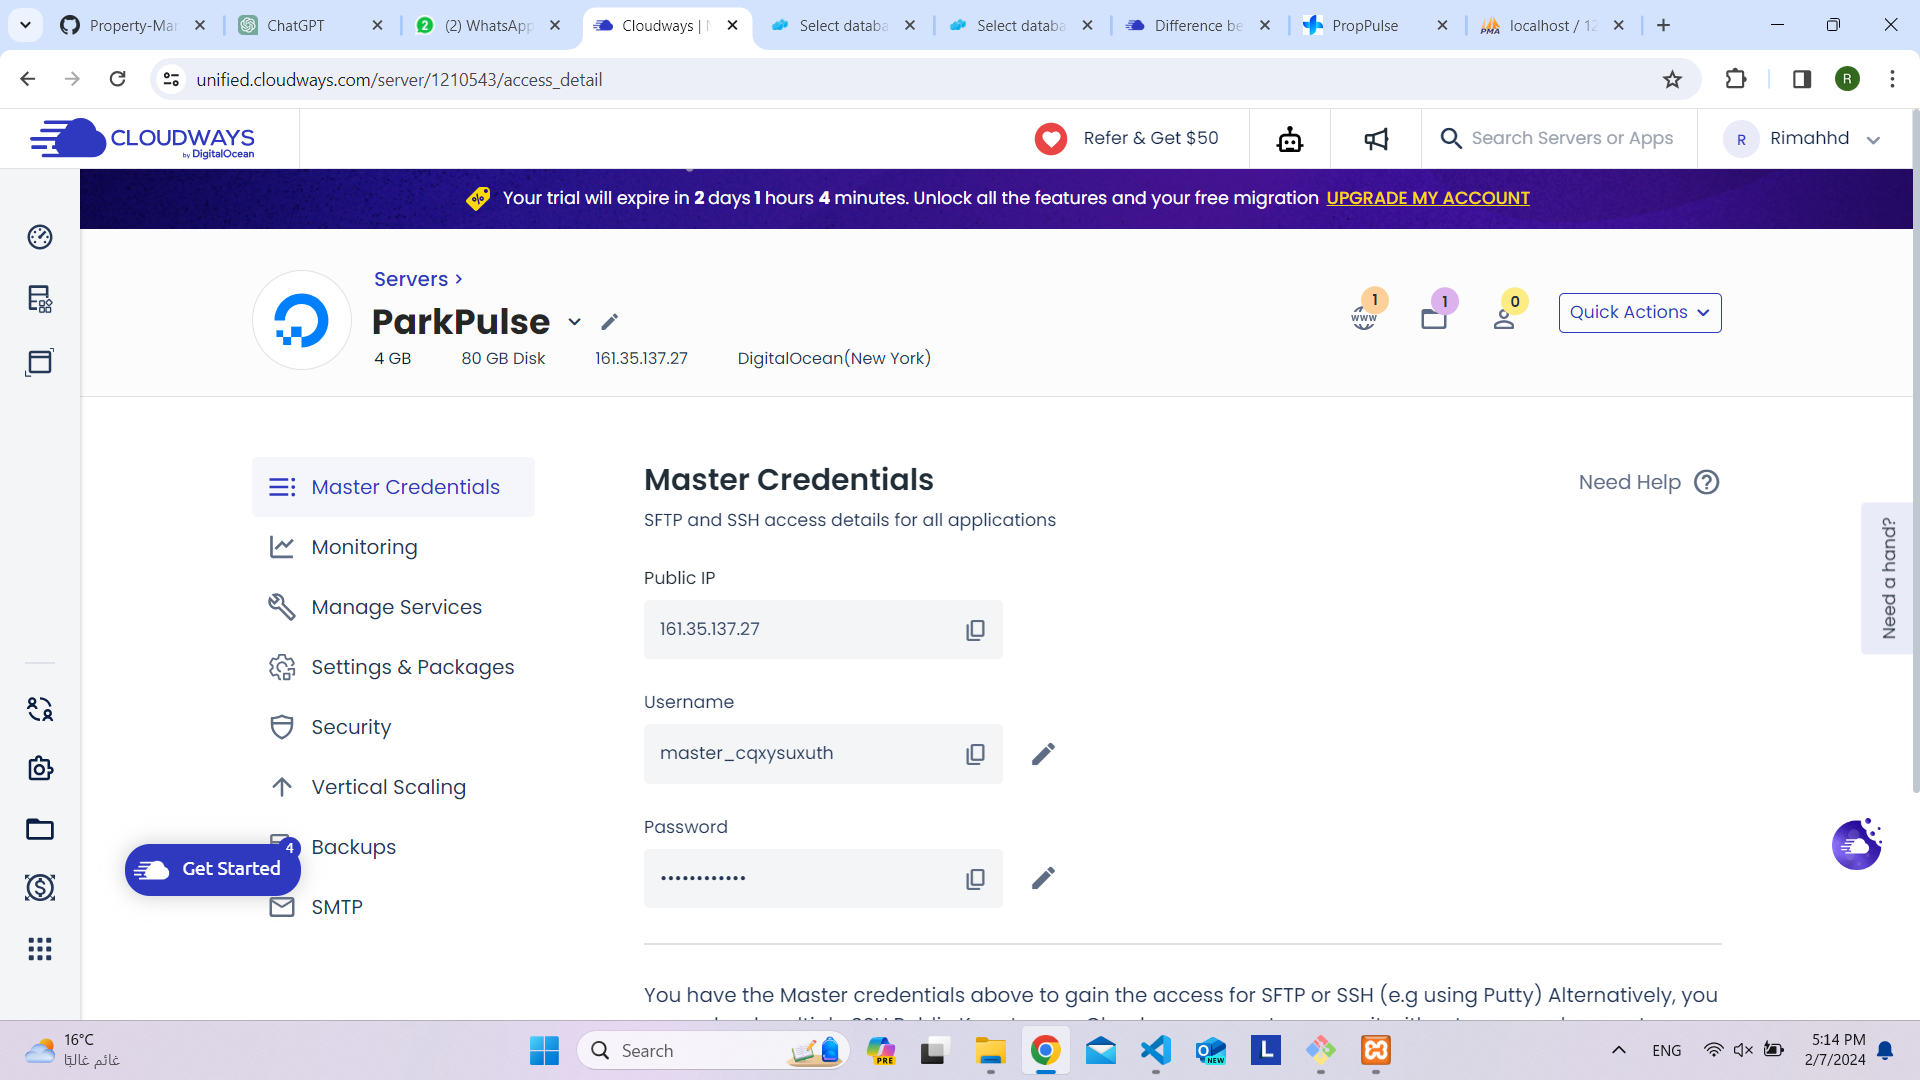 Property-Mar
ChatGPT
(2) WhatsApp
Cloudways | N
Select databa
Select databa
Difference be
PropPulse
localhost / 12
unified.cloudways.com/server/1210543/access_detail
R
CLOUDWAYS
by DigitalOcean
Refer & Get $50
Search Servers or Apps
R
Rimahhd
Your trial will expire in 2 days 1 hours 4 minutes. Unlock all the features and your free migration UPGRADE MY ACCOUNT
Servers >
ParkPulse
4 GB
80 GB Disk
161.35.137.27
DigitalOcean(New York)
www
1
1
0
Quick Actions
Master Credentials
Monitoring
Manage Services
Settings & Packages
Security
Vertical Scaling
Backups
SMTP
4
Get Started
Master Credentials
Need Help
SFTP and SSH access details for all applications
Public IP
161.35.137.27
Username
master_cqxysuxuth
Password
••••••••••••
You have the Master credentials above to gain the access for SFTP or SSH (e.g using Putty) Alternatively, you
Need a hand?
16°C
غائم غالبًا
Search
PRE
NEW
L
ENG
5:14 PM
2/7/2024